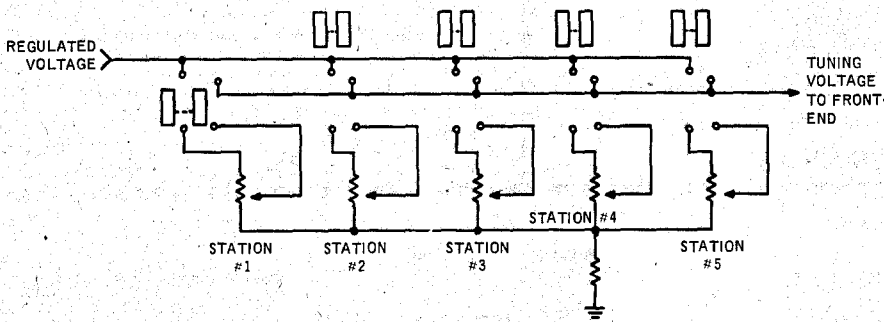 REGULATED
VOLTAGE
TUNING
VOLTAGE
TO FRONT-
END
STATION
#1
STATION
#2
STATION
#3
STATION #4
STATION
#5